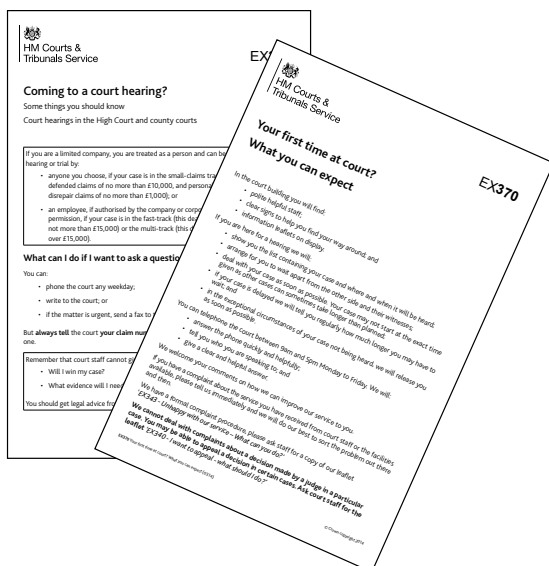 HM Courts &
Tribunals Service
Coming to a court hearing?
Some things you should know
Court hearings in the High Court and county courts
If you are a limited company, you are treated as a person and can be
hearing or trial by:
• anyone you choose, if your case is in the small-claims
defended claims of no more than £10,000, and
disrepair claims of no more than £1,000); or
• an employee, if authorised by the company or
permission, if your case is in the fast-track (this
not more than £15,000) or the multi-track (this
over £15,000).
What can I do if I want to ask a
You can:
• phone the court any weekday;
• write to the court; or
• if the matter is urgent, send a fax to
But always tell the court your claim
one.
Remember that court staff cannot
• Will I win my case?
• What evidence will I need
You should get legal advice
HM Courts &
Tribunals Service
EX370
Your first time at court?
What you can expect
In the court building you will find:
• polite helpful staff;
• clear signs to help you find your way around; and
• information leaflets on display.
If you are here for a hearing we will:
• show you the list containing your case and where and when it will be heard.
• arrange for you to wait apart from the other side and their witnesses;
• deal with your case as soon as possible. Your case may not start at the exact time
given as other cases can sometimes take longer than planned.
• if your case is delayed we will tell you regularly how much longer you may have to
wait; and
• in the exceptional circumstances of your case not being heard, we will release you
as soon as possible.
You can telephone the court between 9am and 5pm Monday to Friday. We will:
• answer the phone quickly and helpfully;
• tell you who you are speaking to; and
• give a clear and helpful answer.
We welcome your comments on how we can improve our service to you.
If you have a complaint about the service you have received from court staff or the facilities
available, please tell us immediately and we will do our best to sort the problem out there
and then.
We have a formal complaint procedure, please ask staff for a copy of our leaflet
'EX343 - Unhappy with our service – What can you do?'
We cannot deal with complaints about a decision made by a judge in a particular
case. You may be able to appeal a decision in certain cases. Ask court staff for the
leaflet 'EX340 - I want to appeal - what should I do?'
EX370 Your first time at court? What you can expect
© Crown copyright